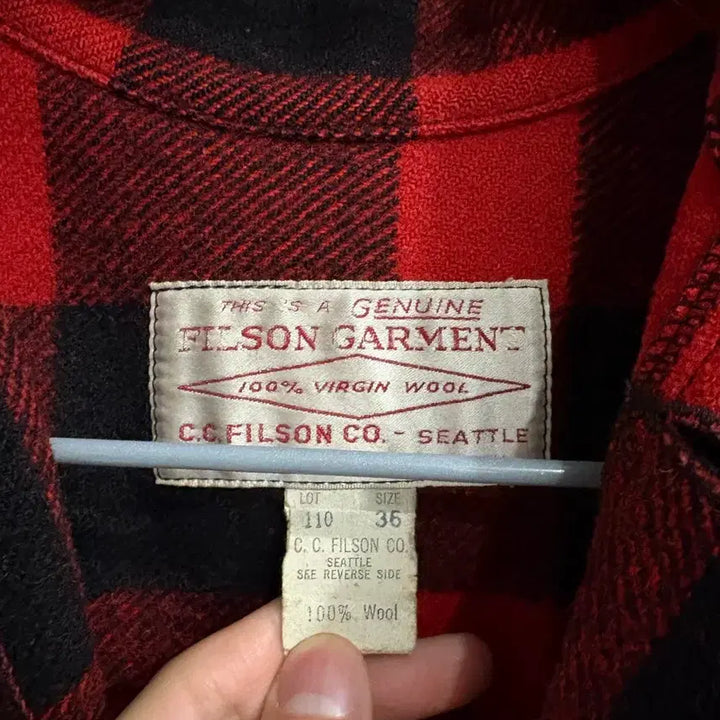 THIS IS A GENUINE
FILSON GARMENT
100% VIRGIN WOOL
C.C. FILSON CO. - SEATTLE
LOT SIZE
110 36
C. C. FILSON CO.
SEATTLE
SEE REVERSE SIDE
100% Wool